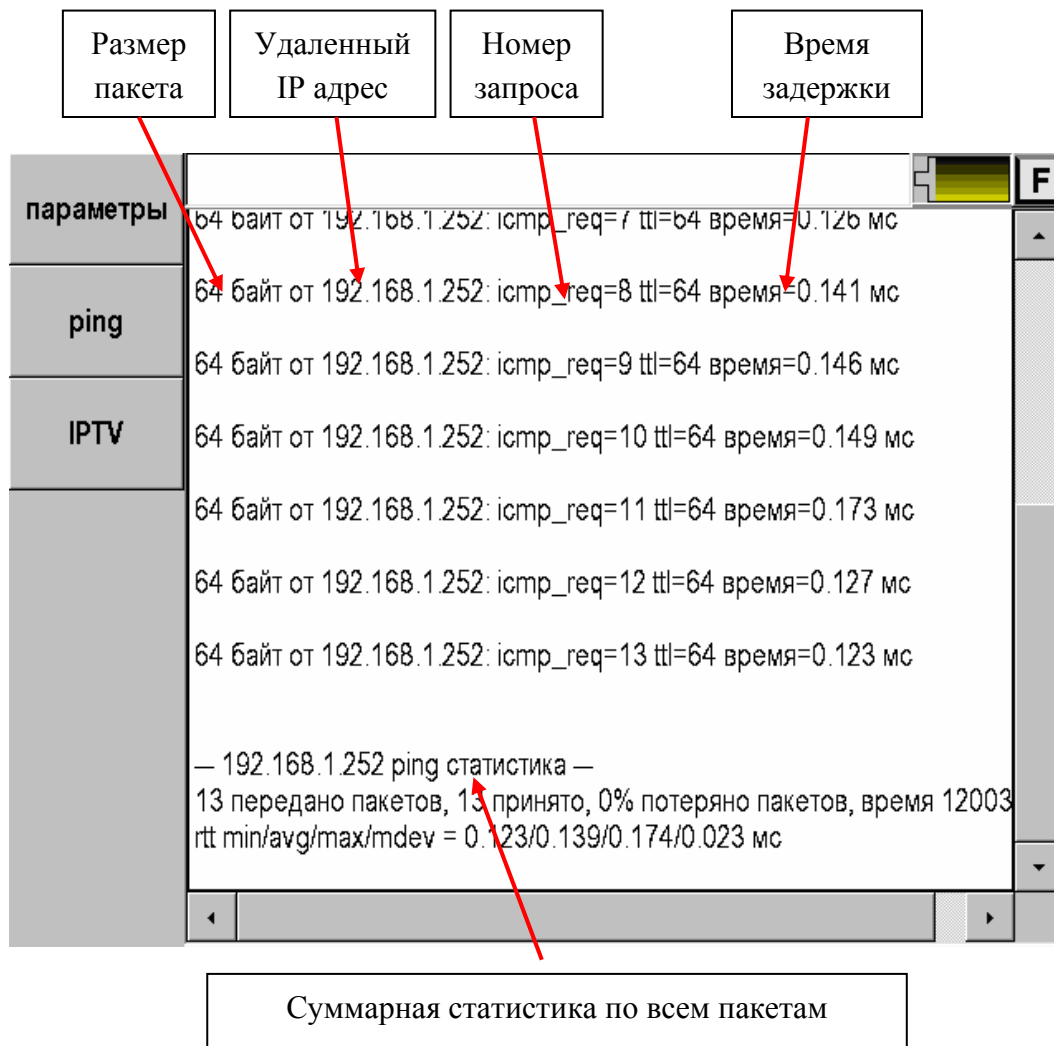 Размер
пакета
Удаленный
IP адрес
Номер
запроса
Время
задержки
F
параметры
ping
IPTV
64 байт от 192.168.1.252: icmp_req=7 ttl=64 время=0.126 мс
64 байт от 192.168.1.252: icmp_req=8 ttl=64 время=0.141 мс
64 байт от 192.168.1.252: icmp_req=9 ttl=64 время=0.146 мс
64 байт от 192.168.1.252: icmp_req=10 ttl=64 время=0.149 мс
64 байт от 192.168.1.252: icmp_req=11 ttl=64 время=0.173 мс
64 байт от 192.168.1.252: icmp_req=12 ttl=64 время=0.127 мс
64 байт от 192.168.1.252: icmp_req=13 ttl=64 время=0.123 мс
— 192.168.1.252 ping статистика —
13 передано пакетов, 13 принято, 0% потеряно пакетов, время 12003
rtt min/avg/max/mdev = 0.123/0.139/0.174/0.023 мс
Суммарная статистика по всем пакетам